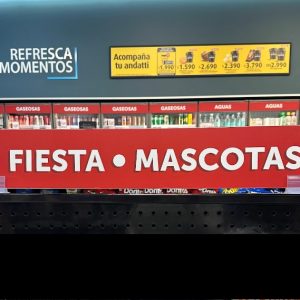 REFRESCA
MOMENTOS
Acompaña
tu andatti
$1.990
$1.590
$2.690
$2.390
$3.790
$2.990
GASEOSAS GASEOSAS GASEOSAS GASEOSAS AGUAS AGUAS
FIESTA • MASCOTAS